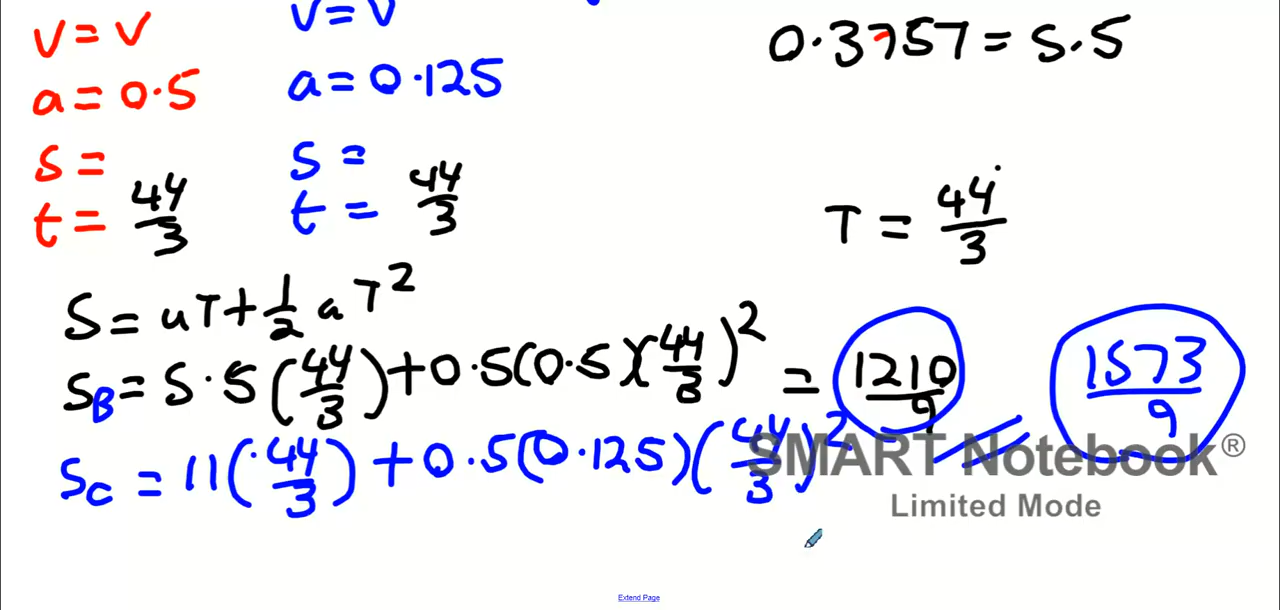 v = v
v = v
0.3757 = 5.5
a = 0.5
a = 0.125
s =
s =
t = 44/3
t = 44/3
T = 44/3
S = uT + 1/2 a T²
S_B = 5.5(44/3) + 0.5(0.5)(44/3)² = 1210/9
1573/9
S_C = 11(44/3) + 0.5(0.125)(44/3)²
SMART Notebook®
Limited Mode
Extend Page